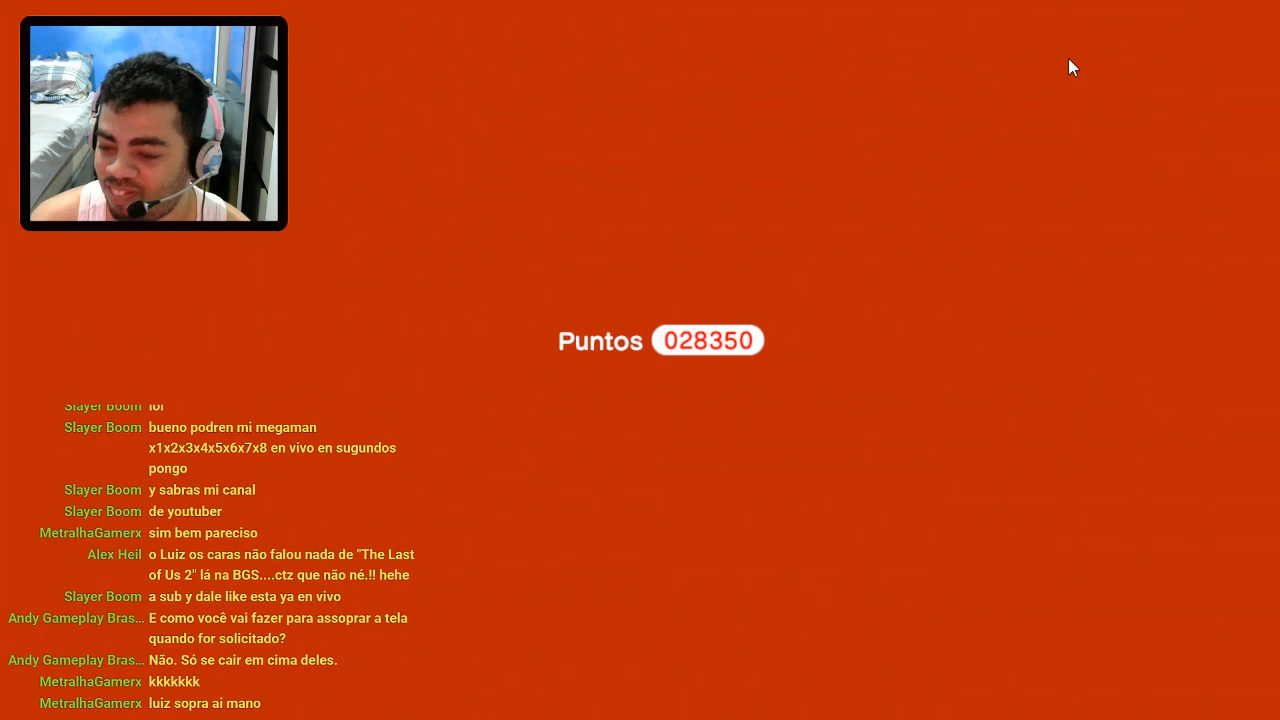 Puntos 028350
Slayer Boom lol
Slayer Boom bueno podren mi megaman
x1x2x3x4x5x6x7x8 en vivo en sugundos
pongo
Slayer Boom y sabras mi canal
Slayer Boom de youtuber
MetralhaGamerx sim bem pareciso
Alex Heil o Luiz os caras não falou nada de "The Last
of Us 2" lá na BGS....ctz que não né.!! hehe
Slayer Boom a sub y dale like esta ya en vivo
Andy Gameplay Bras... E como você vai fazer para assoprar a tela
quando for solicitado?
Andy Gameplay Bras... Não. Só se cair em cima deles.
MetralhaGamerx kkkkkkk
MetralhaGamerx luiz sopra ai mano